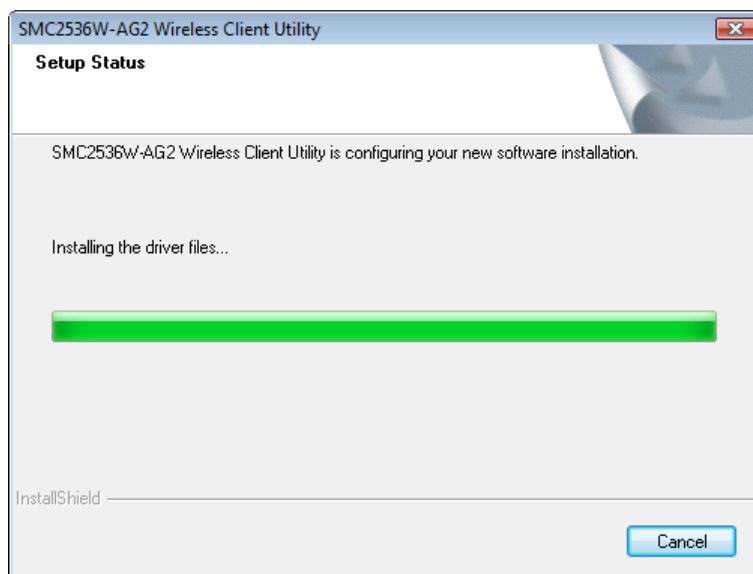 SMC2536W-AG2 Wireless Client Utility
Setup Status
SMC2536W-AG2 Wireless Client Utility is configuring your new software installation.
Installing the driver files...
InstallShield
Cancel